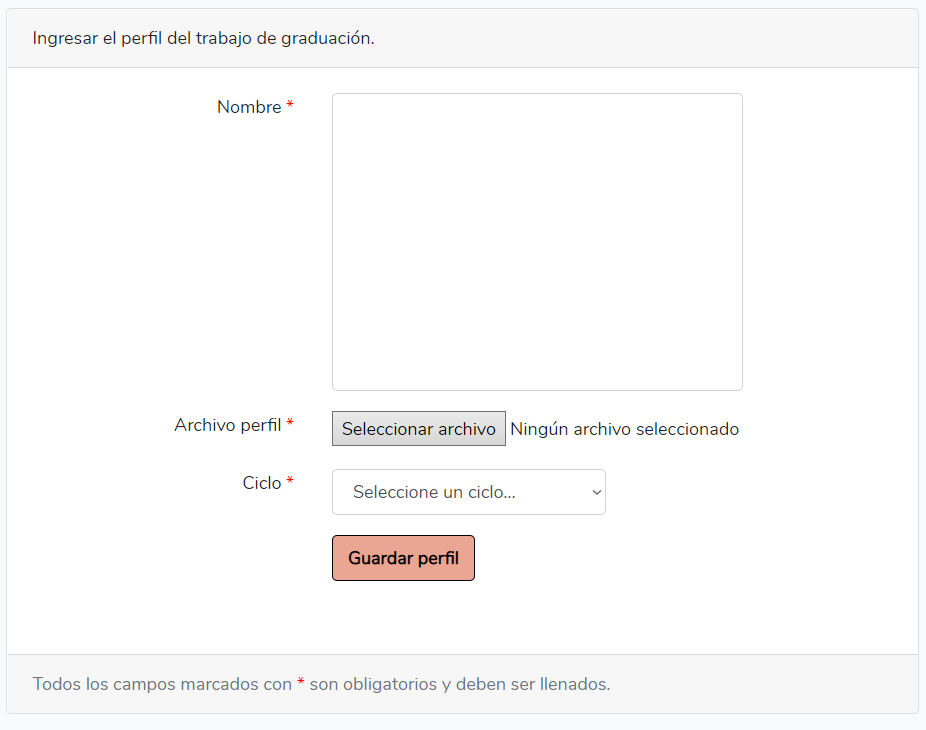 Ingresar el perfil del trabajo de graduación.
Nombre *
Archivo perfil *
Seleccionar archivo Ningún archivo seleccionado
Ciclo *
Seleccione un ciclo...
Guardar perfil
Todos los campos marcados con * son obligatorios y deben ser llenados.